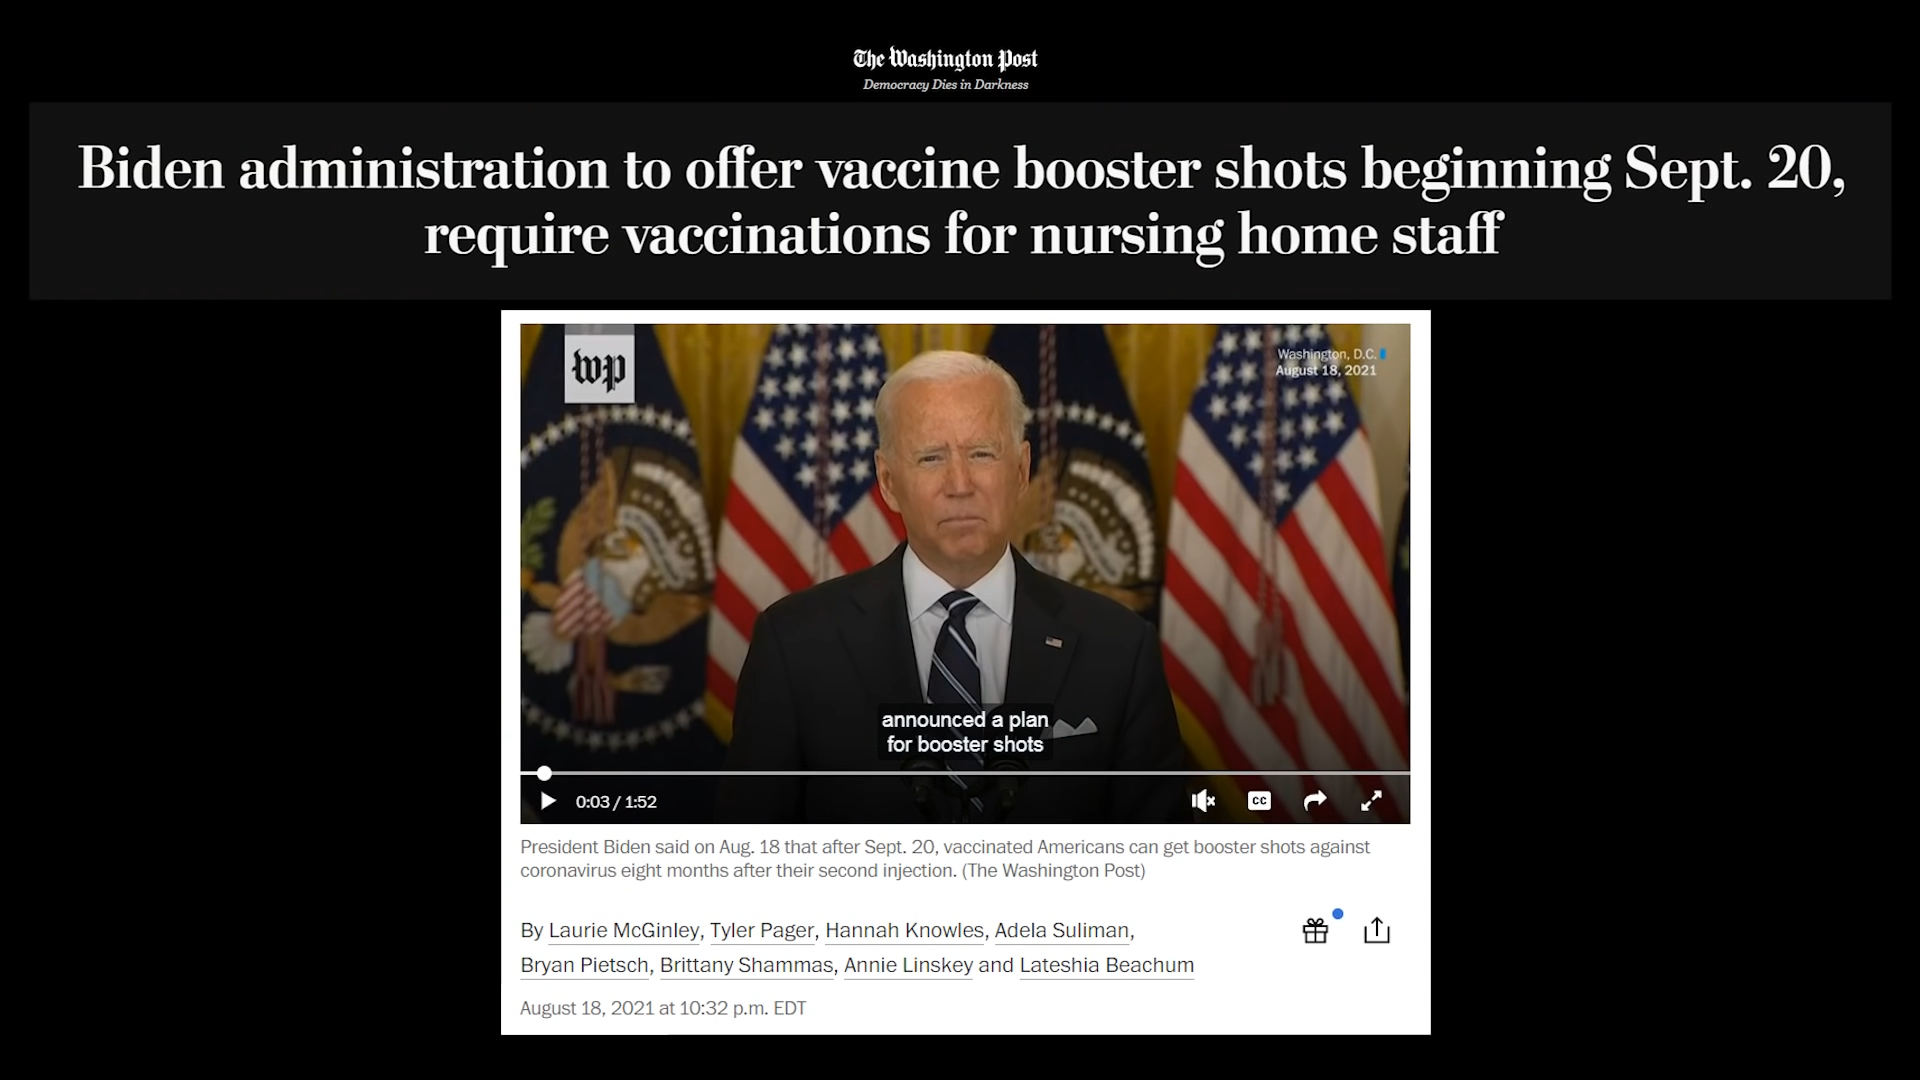 The Washington Post
Democracy Dies in Darkness
Biden administration to offer vaccine booster shots beginning Sept. 20,
require vaccinations for nursing home staff
wp
Washington, D.C.
August 18, 2021
announced a plan
for booster shots
0:03 / 1:52
CC
President Biden said on Aug. 18 that after Sept. 20, vaccinated Americans can get booster shots against
coronavirus eight months after their second injection. (The Washington Post)
By Laurie McGinley, Tyler Pager, Hannah Knowles, Adela Suliman,
Bryan Pietsch, Brittany Shammas, Annie Linskey and Lateshia Beachum
August 18, 2021 at 10:32 p.m. EDT